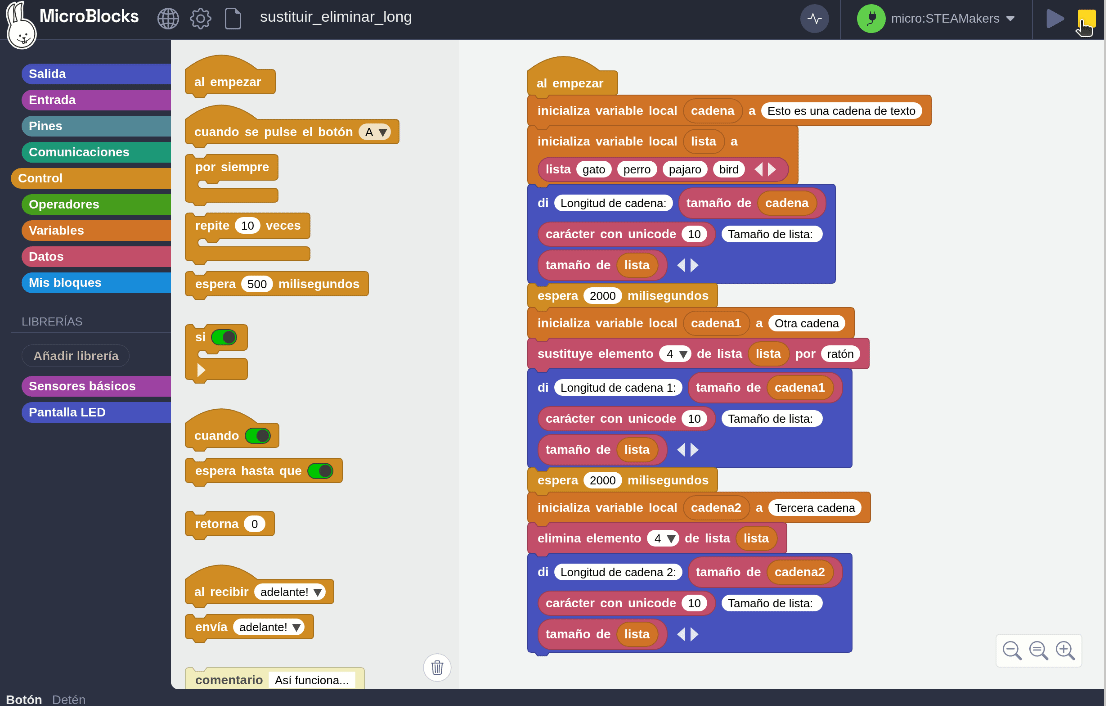 MicroBlocks
sustituir_eliminar_long
micro:STEAMakers
Salida
Entrada
Pines
Comunicaciones
Control
Operadores
Variables
Datos
Mis bloques
LIBRERÍAS
Añadir librería
Sensores básicos
Pantalla LED
al empezar
cuando se pulse el botón A
por siempre
repite 10 veces
espera 500 milisegundos
si
cuando
espera hasta que
retorna 0
al recibir adelante!
envía adelante!
comentario Así funciona...
al empezar
inicializa variable local cadena a Esto es una cadena de texto
inicializa variable local lista a
lista gato perro pajaro bird
di Longitud de cadena: tamaño de cadena
carácter con unicode 10 Tamaño de lista:
tamaño de lista
espera 2000 milisegundos
inicializa variable local cadena1 a Otra cadena
sustituye elemento 4 de lista lista por ratón
di Longitud de cadena 1: tamaño de cadena1
carácter con unicode 10 Tamaño de lista:
tamaño de lista
espera 2000 milisegundos
inicializa variable local cadena2 a Tercera cadena
elimina elemento 4 de lista lista
di Longitud de cadena 2: tamaño de cadena2
carácter con unicode 10 Tamaño de lista:
tamaño de lista
Botón Detén